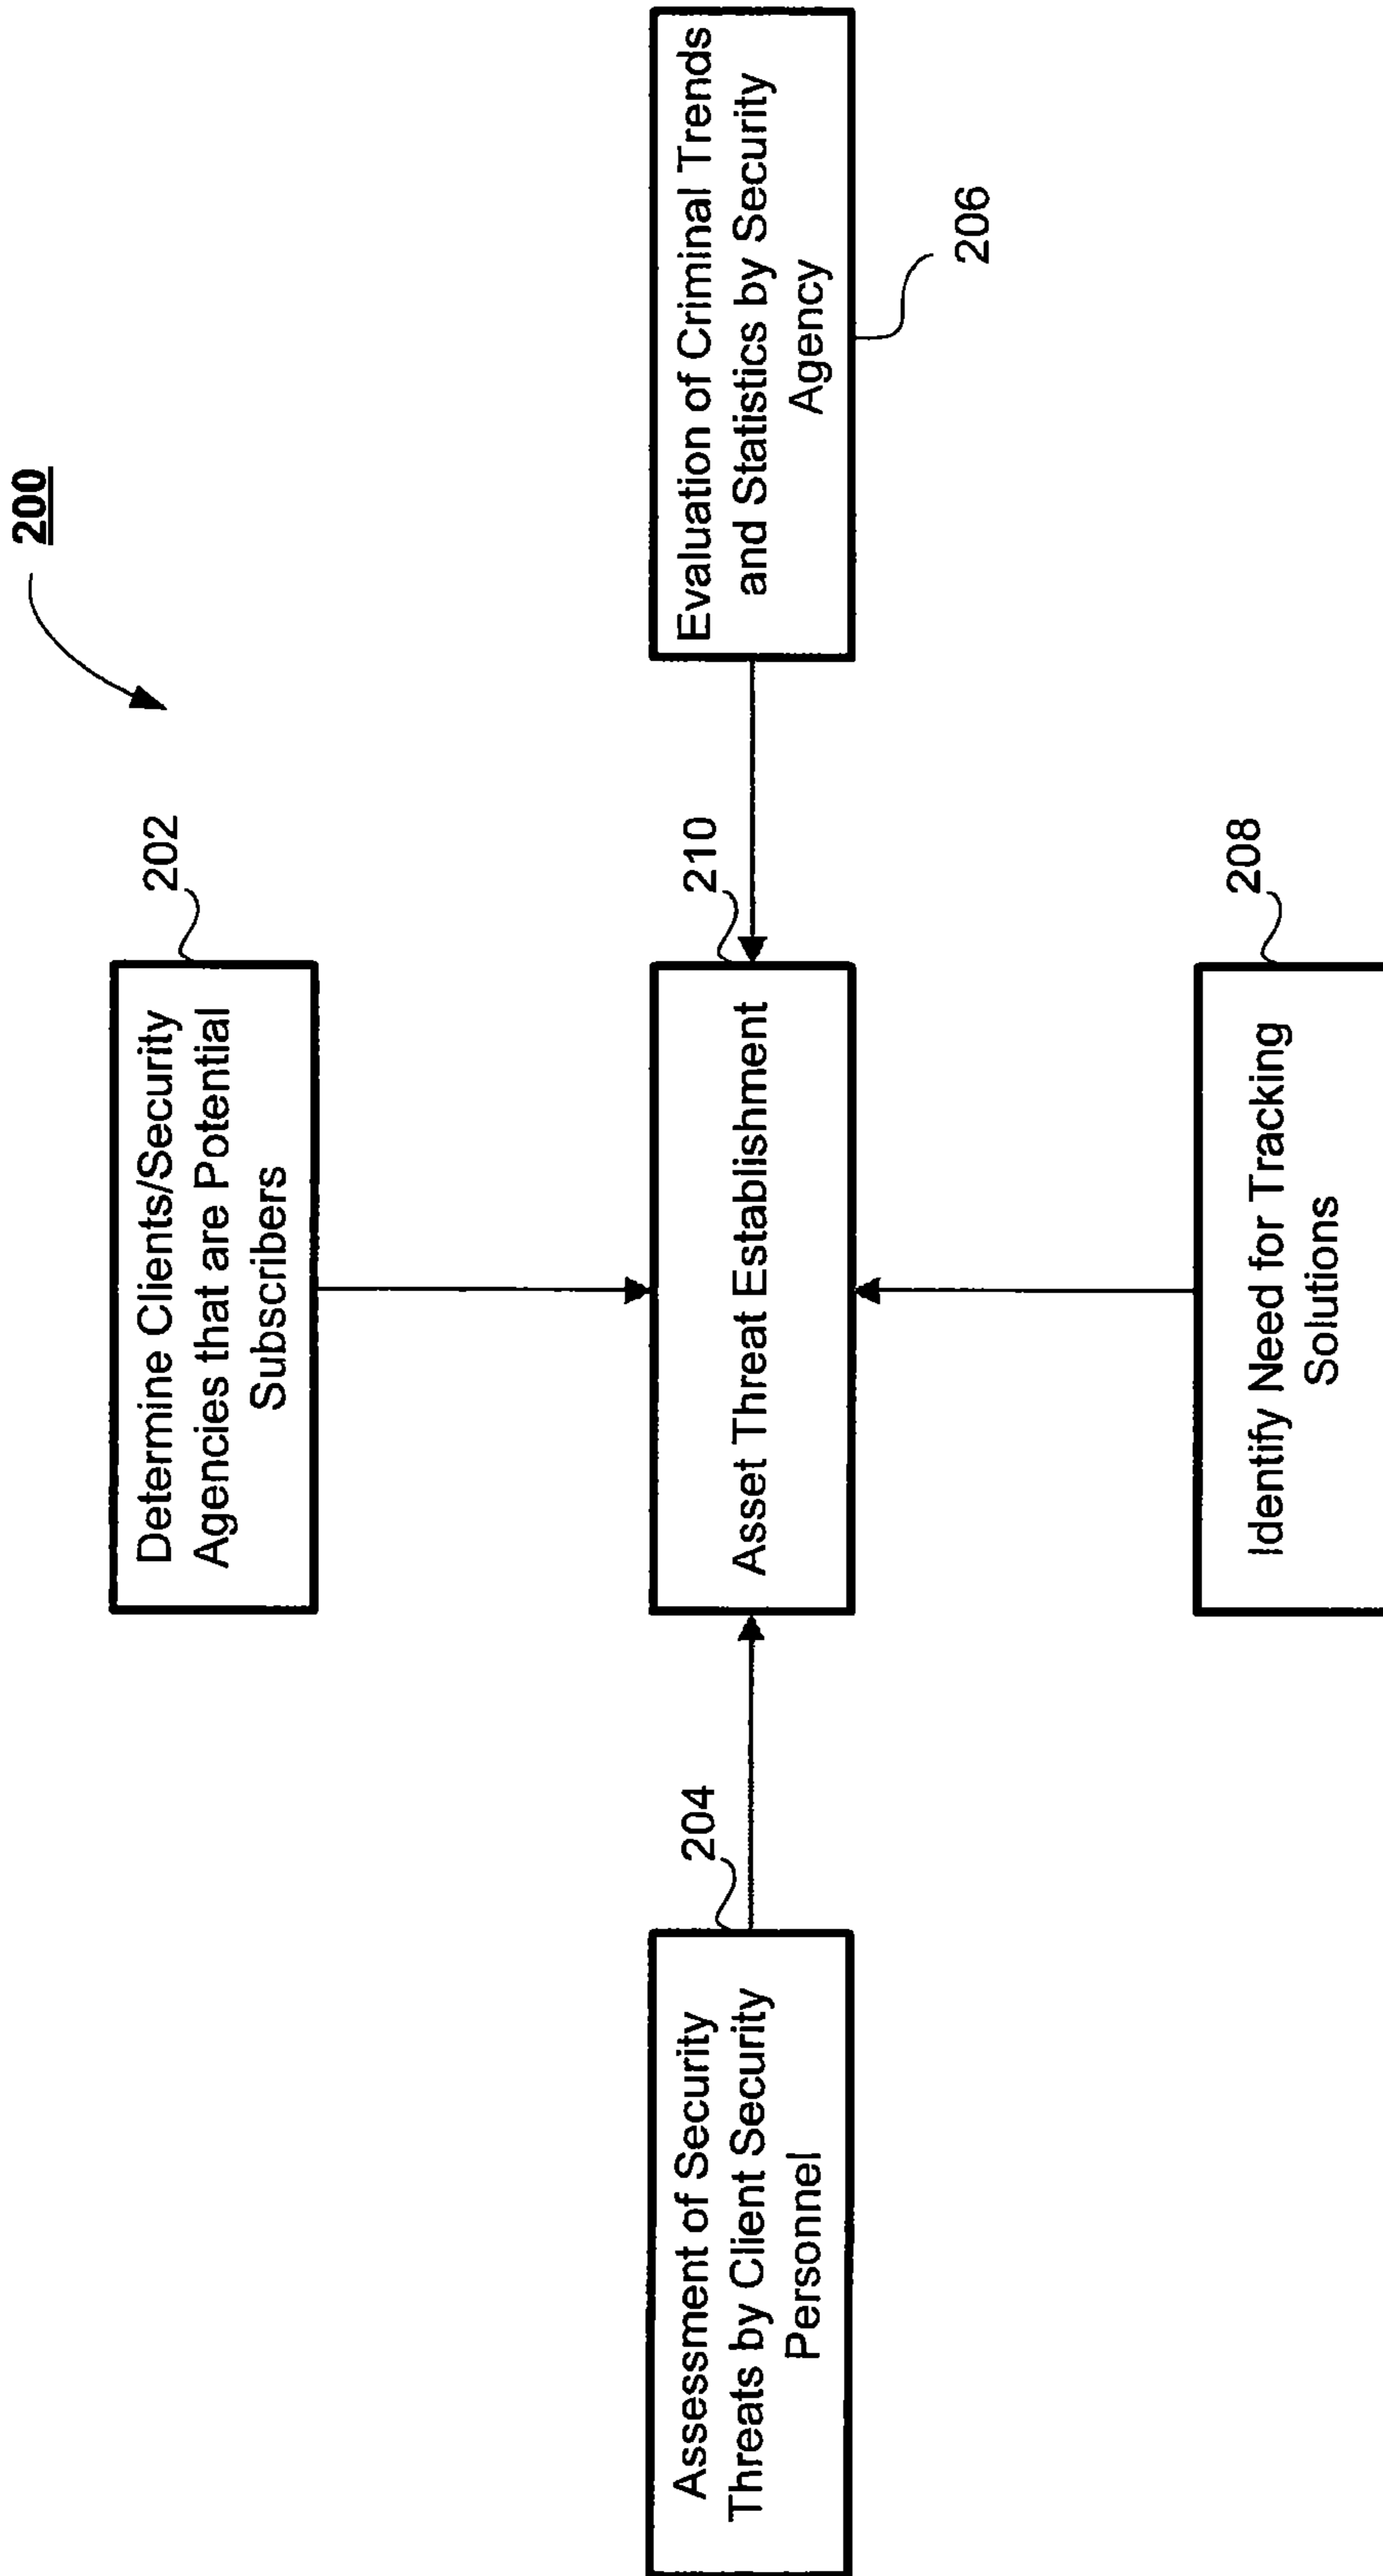 200
202
Determine Clients/Security
Agencies that are Potential
Subscribers
204
Assessment of Security
Threats by Client Security
Personnel
210
Asset Threat Establishment
Evaluation of Criminal Trends
and Statistics by Security
Agency
206
208
Identify Need for Tracking
Solutions